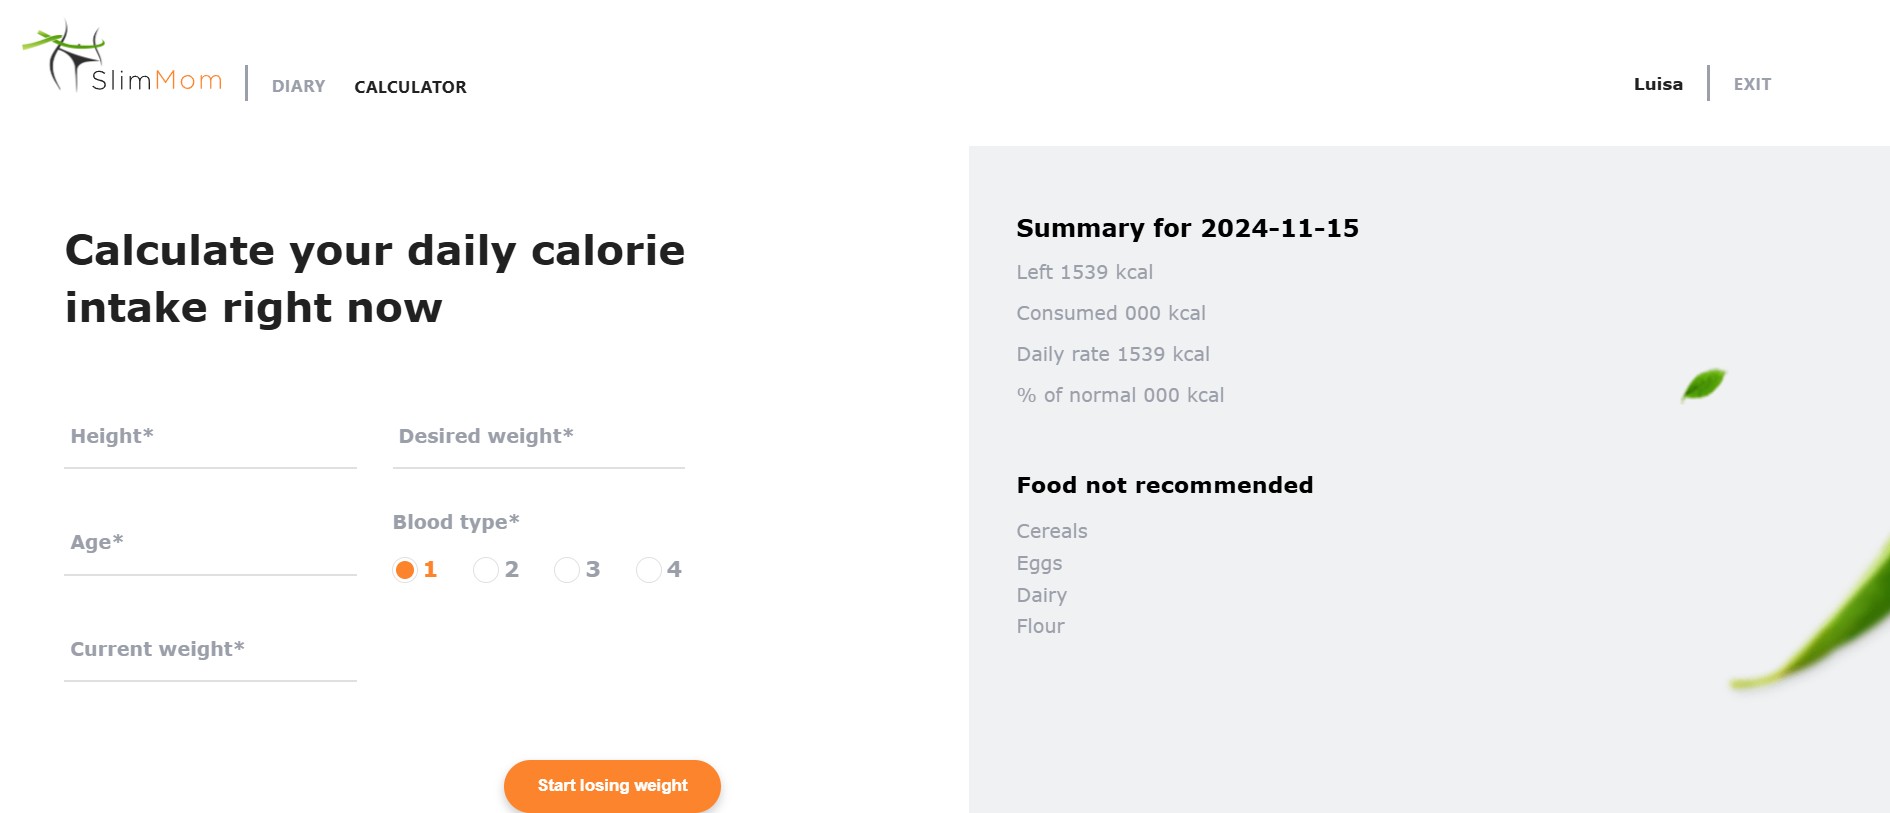 SlimMom
DIARY
CALCULATOR
Luisa
EXIT
Calculate your daily calorie
intake right now
Height*
Desired weight*
Age*
Blood type*
1
2
3
4
Current weight*
Start losing weight
Summary for 2024-11-15
Left 1539 kcal
Consumed 000 kcal
Daily rate 1539 kcal
% of normal 000 kcal
Food not recommended
Cereals
Eggs
Dairy
Flour